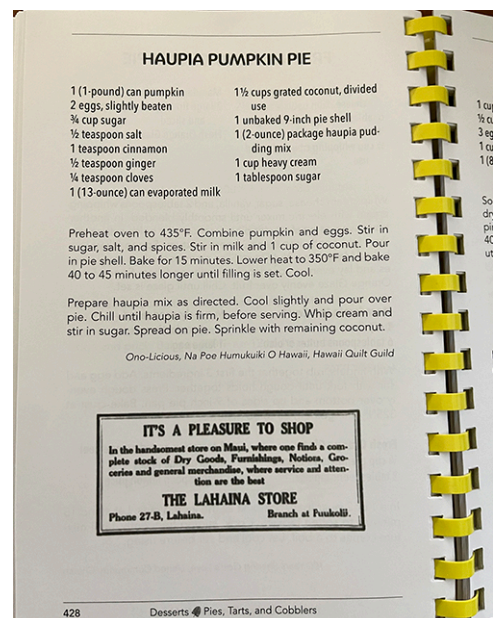 HAUPIA PUMPKIN PIE
1 (1-pound) can pumpkin
2 eggs, slightly beaten
¾ cup sugar
½ teaspoon salt
1 teaspoon cinnamon
½ teaspoon ginger
¼ teaspoon cloves
1 (13-ounce) can evaporated milk
1½ cups grated coconut, divided
use
1 unbaked 9-inch pie shell
1 (2-ounce) package haupia pud-
ding mix
1 cup heavy cream
1 tablespoon sugar
Preheat oven to 435°F. Combine pumpkin and eggs. Stir in
sugar, salt, and spices. Stir in milk and 1 cup of coconut. Pour
in pie shell. Bake for 15 minutes. Lower heat to 350°F and bake
40 to 45 minutes longer until filling is set. Cool.
Prepare haupia mix as directed. Cool slightly and pour over
pie. Chill until haupia is firm, before serving. Whip cream and
stir in sugar. Spread on pie. Sprinkle with remaining coconut.
Ono-Licious, Na Poe Humukuiki O Hawaii, Hawaii Quilt Guild
IT'S A PLEASURE TO SHOP
In the handsomest store on Maui, where one finds a com-
plete stock of Dry Goods, Furnishings, Notions, Gro-
ceries and general merchandise, where service and atten-
tion are the best
THE LAHAINA STORE
Phone 27-B, Lahaina. Branch at Puukolii.
428 Desserts Pies, Tarts, and Cobblers